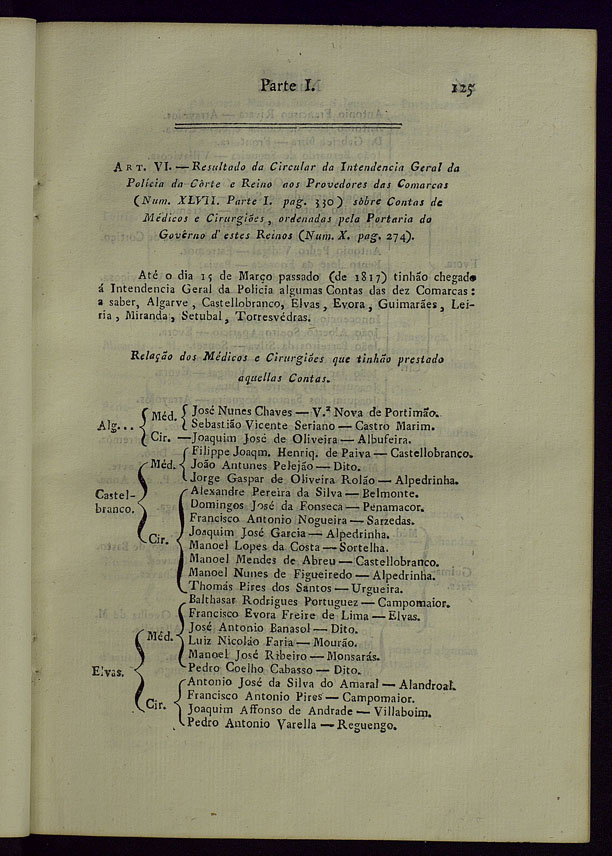 Parte I. 125
ART. VI. — Resultado da Circular da Intendencia Geral da
Policia da Côrte e Reino aos Provedores das Comarcas
(Num. XLVII. Parte I. pag. 330) sôbre Contas de
Médicos e Cirurgiões, ordenadas pela Portaria do
Govêrno d' estes Reinos (Num. X. pag. 274).
Até o dia 15 de Março passado (de 1817) tinhão chegado
á Intendencia Geral da Policia algumas Contas das dez Comarcas:
a saber, Algarve, Castellobranco, Elvas, Evora, Guimarães, Lei-
ria, Miranda, Setubal, Torresvédras.
Relação dos Médicos e Cirurgiões que tinhão prestado
aquellas Contas.
Alg...
Méd. José Nunes Chaves — V.ª Nova de Portimão.
Sebastião Vicente Seriano — Castro Marim.
Cir. — Joaquim José de Oliveira — Albufeira.
Castel-
branco.
Méd. Filippe Joaqm. Henriq. de Paiva — Castellobranco.
João Antunes Pelejão — Dito.
Jorge Gaspar de Oliveira Rolão — Alpedrinha.
Cir. Alexandre Pereira da Silva — Belmonte.
Domingos José da Fonseca — Penamacor.
Francisco Antonio Nogueira — Sarzedas.
Joaquim José Garcia — Alpedrinha.
Manoel Lopes da Costa — Sortelha.
Manoel Mendes de Abreu — Castellobranco.
Manoel Nunes de Figueiredo — Alpedrinha.
Thomás Pires dos Santos — Urgueira.
Elvas.
Méd. Balthasar Rodrigues Portuguez — Campomaior.
Francisco Evora Freire de Lima — Elvas.
José Antonio Banasol — Dito.
Luiz Nicoláo Faria — Mourão.
Manoel José Ribeiro — Monsarás.
Pedro Coelho Cabasso — Dito.
Cir. Antonio José da Silva do Amaral — Alandroal.
Francisco Antonio Pires — Campomaior.
Joaquim Affonso de Andrade — Villaboim.
Pedro Antonio Varella — Reguengo.